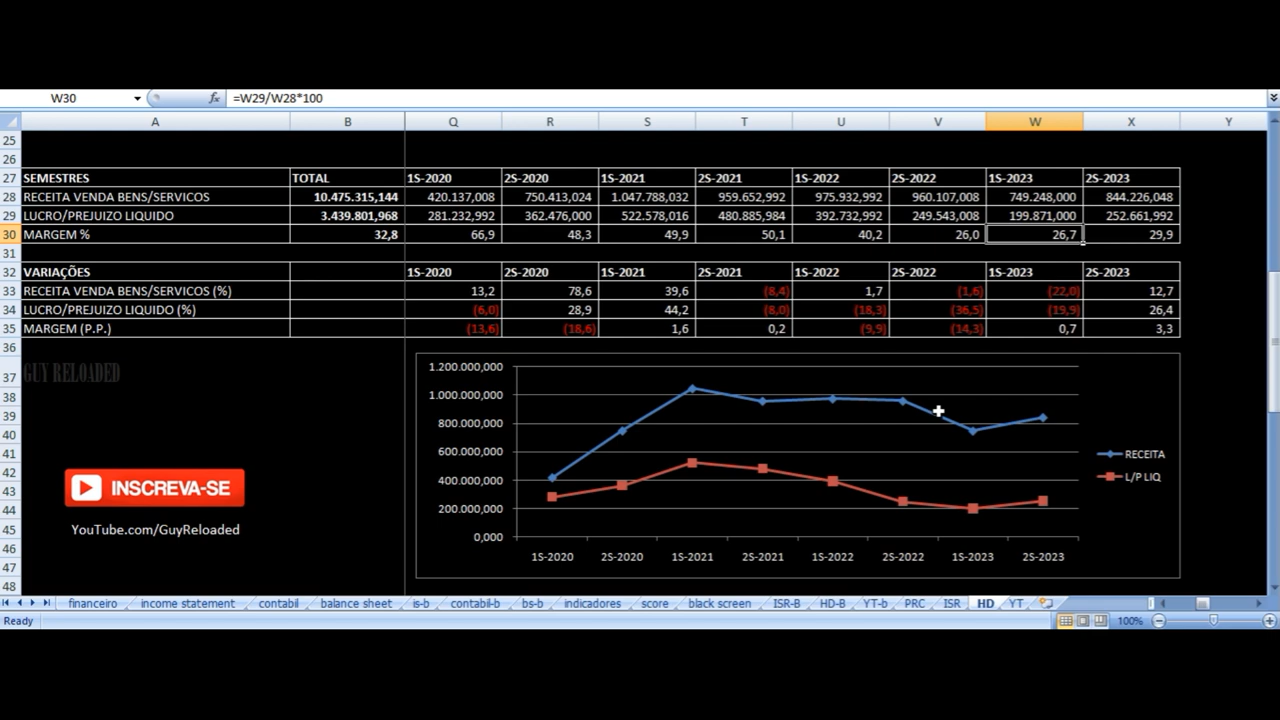 W30 fx =W29/W28*100
A B Q R S T U V W X Y
25
26
27 SEMESTRES TOTAL 1S-2020 2S-2020 1S-2021 2S-2021 1S-2022 2S-2022 1S-2023 2S-2023
28 RECEITA VENDA BENS/SERVICOS 10.475.315,144 420.137,008 750.413,024 1.047.788,032 959.652,992 975.932,992 960.107,008 749.248,000 844.226,048
29 LUCRO/PREJUIZO LIQUIDO 3.439.801,968 281.232,992 362.476,000 522.578,016 480.885,984 392.732,992 249.543,008 199.871,000 252.661,992
30 MARGEM % 32,8 66,9 48,3 49,9 50,1 40,2 26,0 26,7 29,9
31
32 VARIAÇÕES 1S-2020 2S-2020 1S-2021 2S-2021 1S-2022 2S-2022 1S-2023 2S-2023
33 RECEITA VENDA BENS/SERVICOS (%) 13,2 78,6 39,6 (8,4) 1,7 (1,6) (22,0) 12,7
34 LUCRO/PREJUIZO LIQUIDO (%) (6,0) 28,9 44,2 (8,0) (18,3) (36,5) (19,9) 26,4
35 MARGEM (P.P.) (13,6) (18,6) 1,6 0,2 (9,9) (14,3) 0,7 3,3
36
37 GUY RELOADED
38
39
40
41
42
43
44
45
46
47
48
INSCREVA-SE
YouTube.com/GuyReloaded
1.200.000,000
1.000.000,000
800.000,000
600.000,000
400.000,000
200.000,000
0,000
1S-2020 2S-2020 1S-2021 2S-2021 1S-2022 2S-2022 1S-2023 2S-2023
RECEITA
L/P LIQ
financeiro income statement contabil balance sheet is-b contabil-b bs-b indicadores score black screen ISR-B HD-B YT-b PRC ISR HD YT
Ready 100%